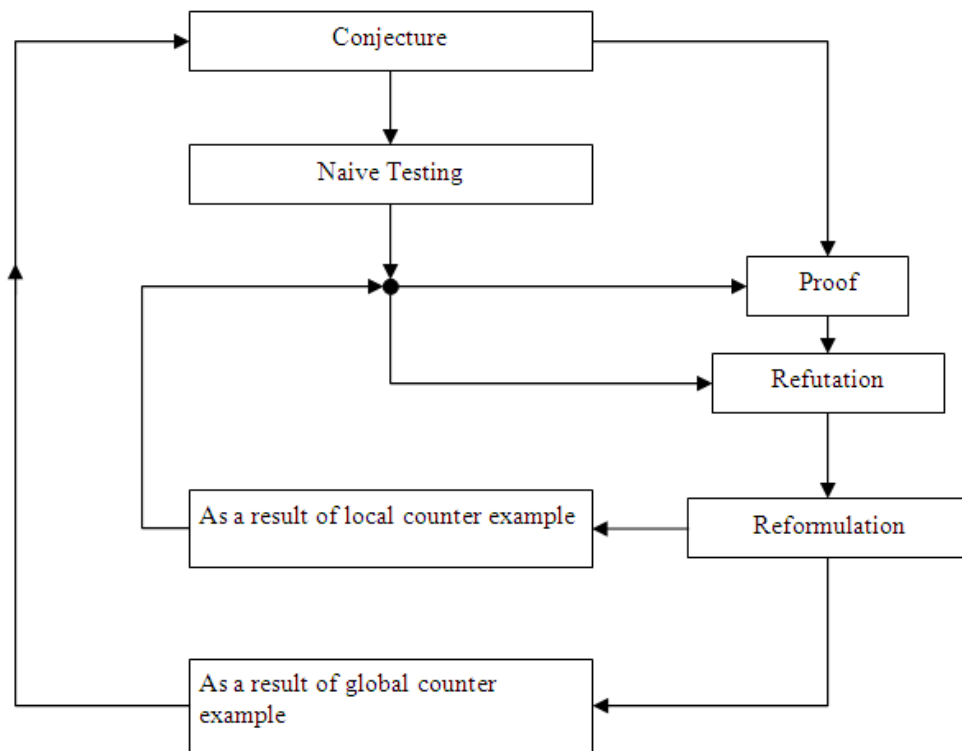 Conjecture
Naive Testing
Proof
Refutation
As a result of local counter example
Reformulation
As a result of global counter
example